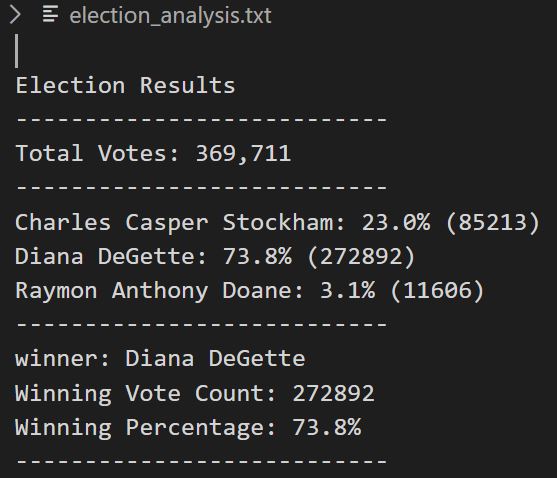 election_analysis.txt
Election Results
---------------------------
Total Votes: 369,711
---------------------------
Charles Casper Stockham: 23.0% (85213)
Diana DeGette: 73.8% (272892)
Raymon Anthony Doane: 3.1% (11606)
---------------------------
winner: Diana DeGette
Winning Vote Count: 272892
Winning Percentage: 73.8%
---------------------------